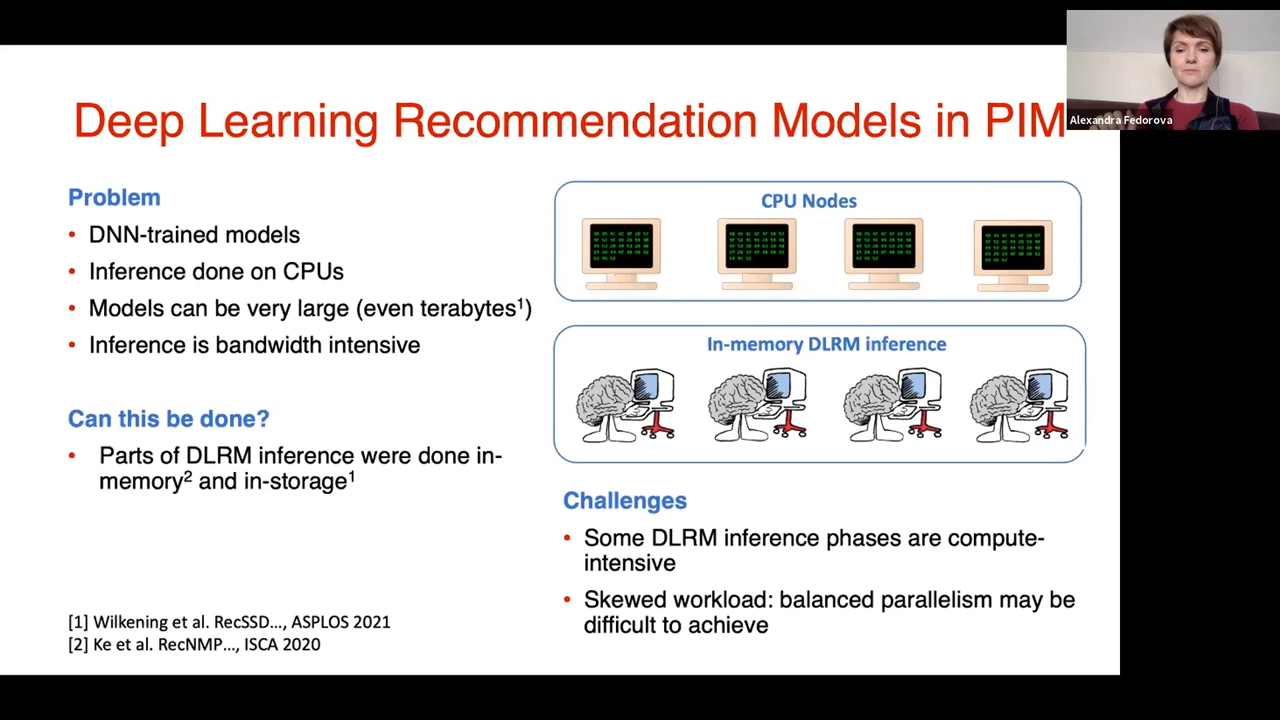 Alexandra Fedorova
Deep Learning Recommendation Models in PIM
Problem
• DNN-trained models
• Inference done on CPUs
• Models can be very large (even terabytes¹)
• Inference is bandwidth intensive
Can this be done?
• Parts of DLRM inference were done in-
memory² and in-storage¹
[1] Wilkening et al. RecSSD…, ASPLOS 2021
[2] Ke et al. RecNMP…, ISCA 2020
CPU Nodes
In-memory DLRM inference
Challenges
• Some DLRM inference phases are compute-
intensive
• Skewed workload: balanced parallelism may be
difficult to achieve